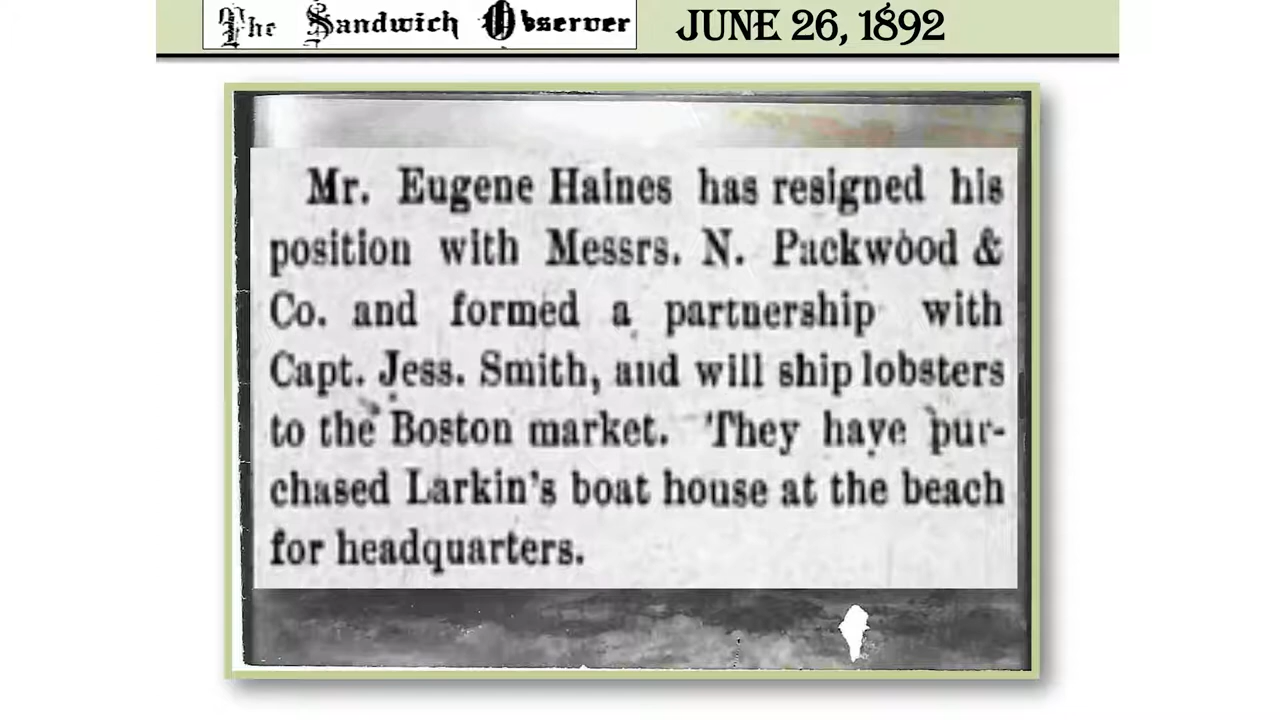 The Sandwich Observer JUNE 26, 1892
Mr. Eugene Haines has resigned his
position with Messrs. N. Packwood &
Co. and formed a partnership with
Capt. Jess. Smith, and will ship lobsters
to the Boston market. They have pur-
chased Larkin's boat house at the beach
for headquarters.